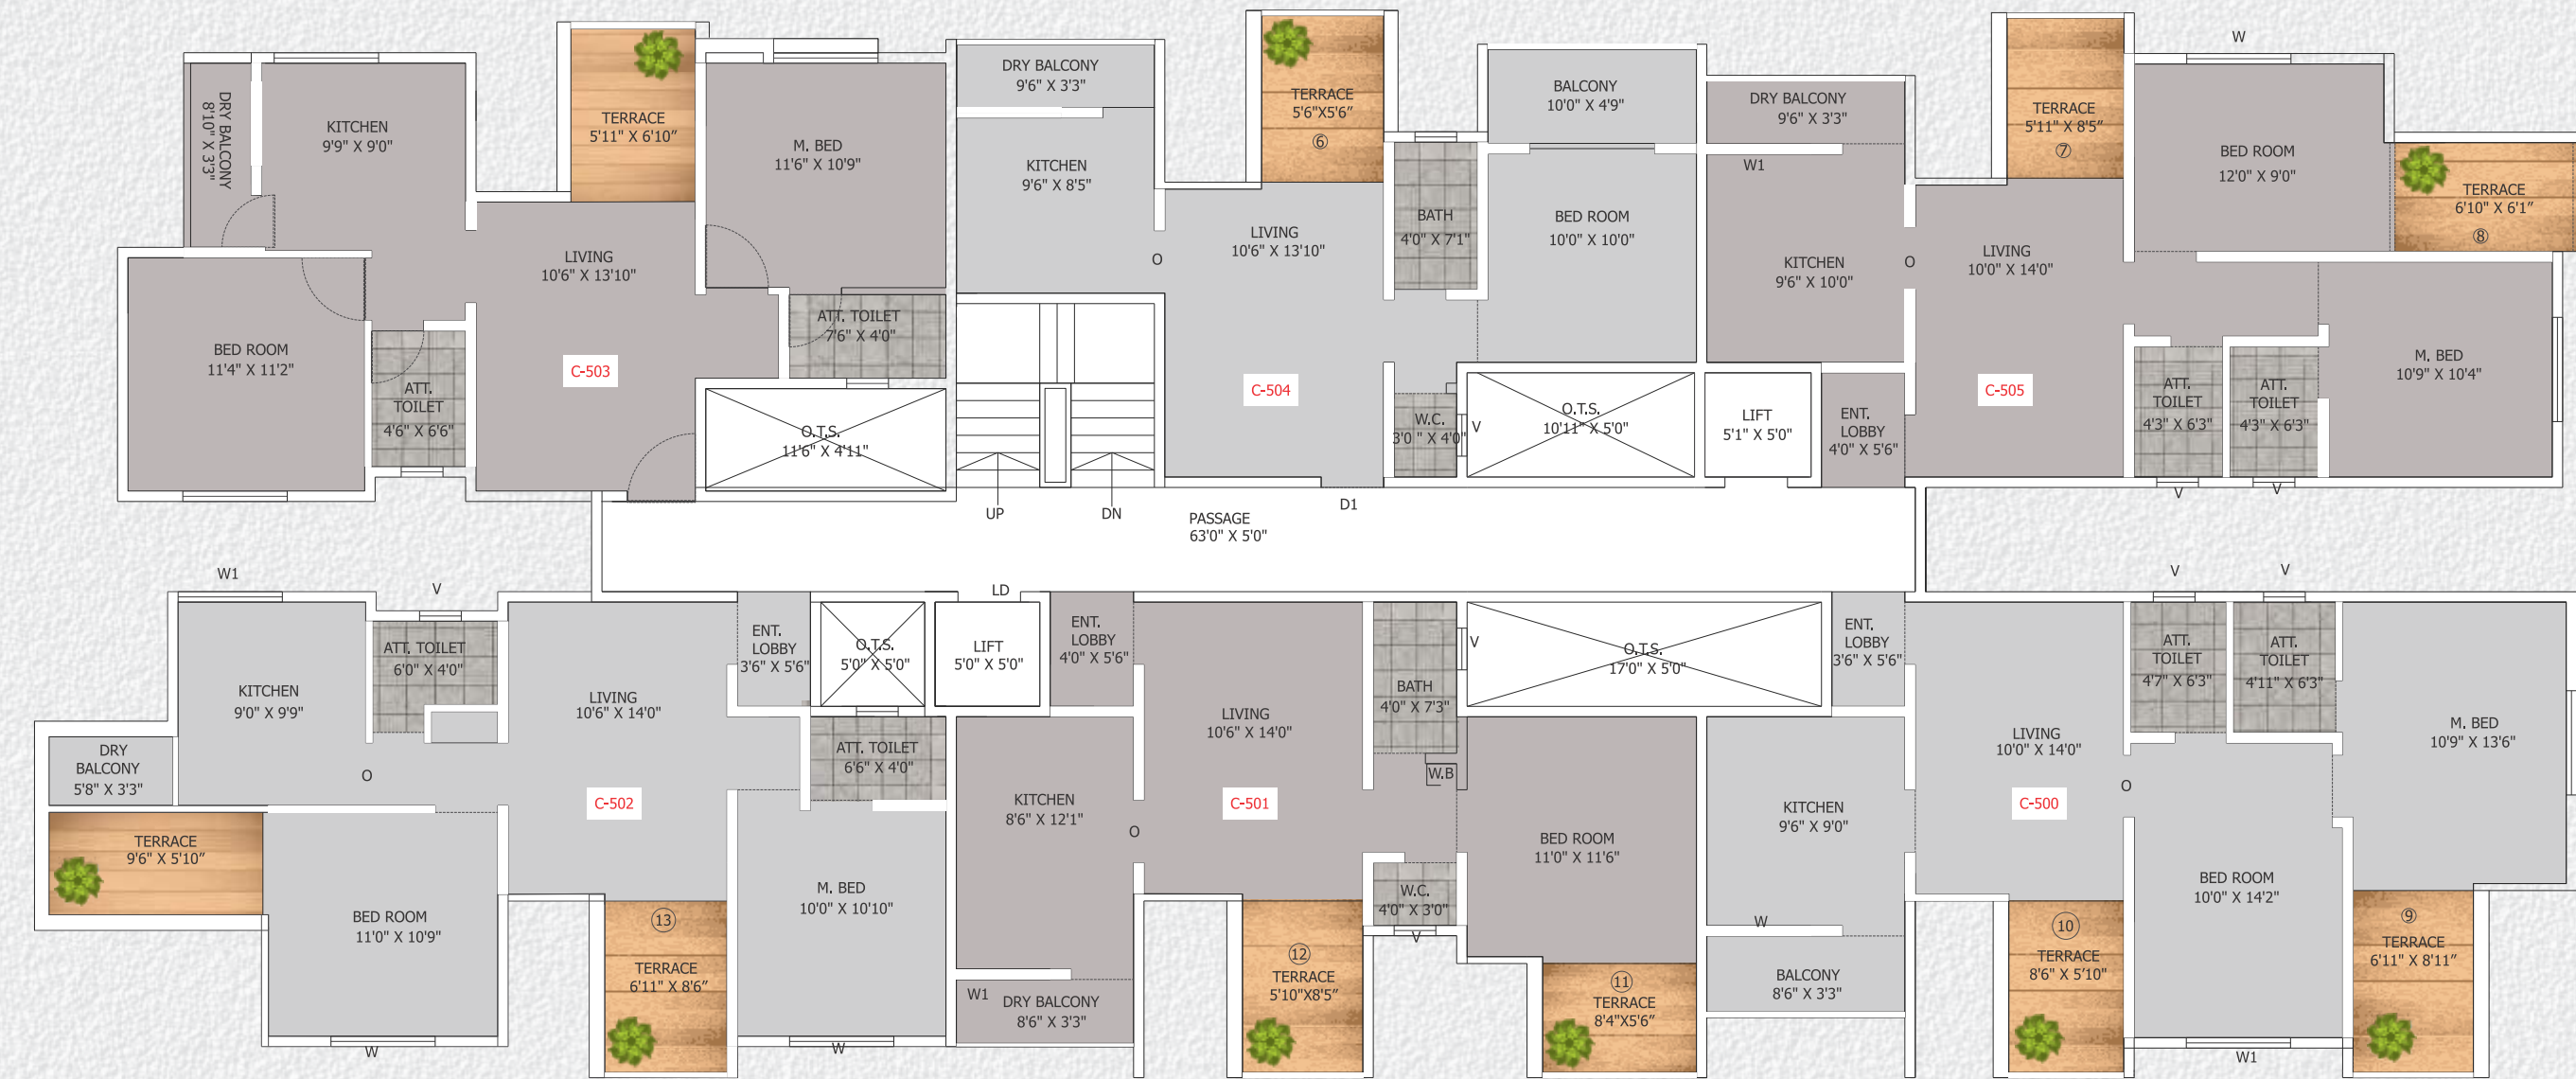 DRY BALCONY
8'10" X 3'3"
KITCHEN
9'9" X 9'0"
TERRACE
5'11" X 6'10"
M. BED
11'6" X 10'9"
LIVING
10'6" X 13'10"
BED ROOM
11'4" X 11'2"
ATT.
TOILET
4'6" X 6'6"
C-503
ATT. TOILET
7'6" X 4'0"
O.T.S.
11'6" X 4'11"
DRY BALCONY
9'6" X 3'3"
KITCHEN
9'6" X 8'5"
O
UP
DN
TERRACE
5'6"X5'6"
6
LIVING
10'6" X 13'10"
C-504
BATH
4'0" X 7'1"
W.C.
3'0 " X 4'0"
V
BALCONY
10'0" X 4'9"
BED ROOM
10'0" X 10'0"
O.T.S.
10'11" X 5'0"
LIFT
5'1" X 5'0"
D1
DRY BALCONY
9'6" X 3'3"
W1
KITCHEN
9'6" X 10'0"
O
ENT.
LOBBY
4'0" X 5'6"
TERRACE
5'11" X 8'5"
7
LIVING
10'0" X 14'0"
C-505
W
BED ROOM
12'0" X 9'0"
TERRACE
6'10" X 6'1"
8
ATT.
TOILET
4'3" X 6'3"
V
ATT.
TOILET
4'3" X 6'3"
V
M. BED
10'9" X 10'4"
PASSAGE
63'0" X 5'0"
W1
V
KITCHEN
9'0" X 9'9"
ATT. TOILET
6'0" X 4'0"
DRY
BALCONY
5'8" X 3'3"
O
TERRACE
9'6" X 5'10"
BED ROOM
11'0" X 10'9"
W
LIVING
10'6" X 14'0"
C-502
13
TERRACE
6'11" X 8'6"
ENT.
LOBBY
3'6" X 5'6"
O.T.S.
5'0" X 5'0"
ATT. TOILET
6'6" X 4'0"
M. BED
10'0" X 10'10"
W
LD
LIFT
5'0" X 5'0"
ENT.
LOBBY
4'0" X 5'6"
KITCHEN
8'6" X 12'1"
O
W1
DRY BALCONY
8'6" X 3'3"
LIVING
10'6" X 14'0"
C-501
12
TERRACE
5'10"X8'5"
BATH
4'0" X 7'3"
V
W.B
W.C.
4'0" X 3'0"
V
O.T.S.
17'0" X 5'0"
BED ROOM
11'0" X 11'6"
11
TERRACE
8'4"X5'6"
ENT.
LOBBY
3'6" X 5'6"
KITCHEN
9'6" X 9'0"
W
BALCONY
8'6" X 3'3"
LIVING
10'0" X 14'0"
C-500
O
10
TERRACE
8'6" X 5'10"
V
ATT.
TOILET
4'7" X 6'3"
V
ATT.
TOILET
4'11" X 6'3"
BED ROOM
10'0" X 14'2"
W1
M. BED
10'9" X 13'6"
9
TERRACE
6'11" X 8'11"